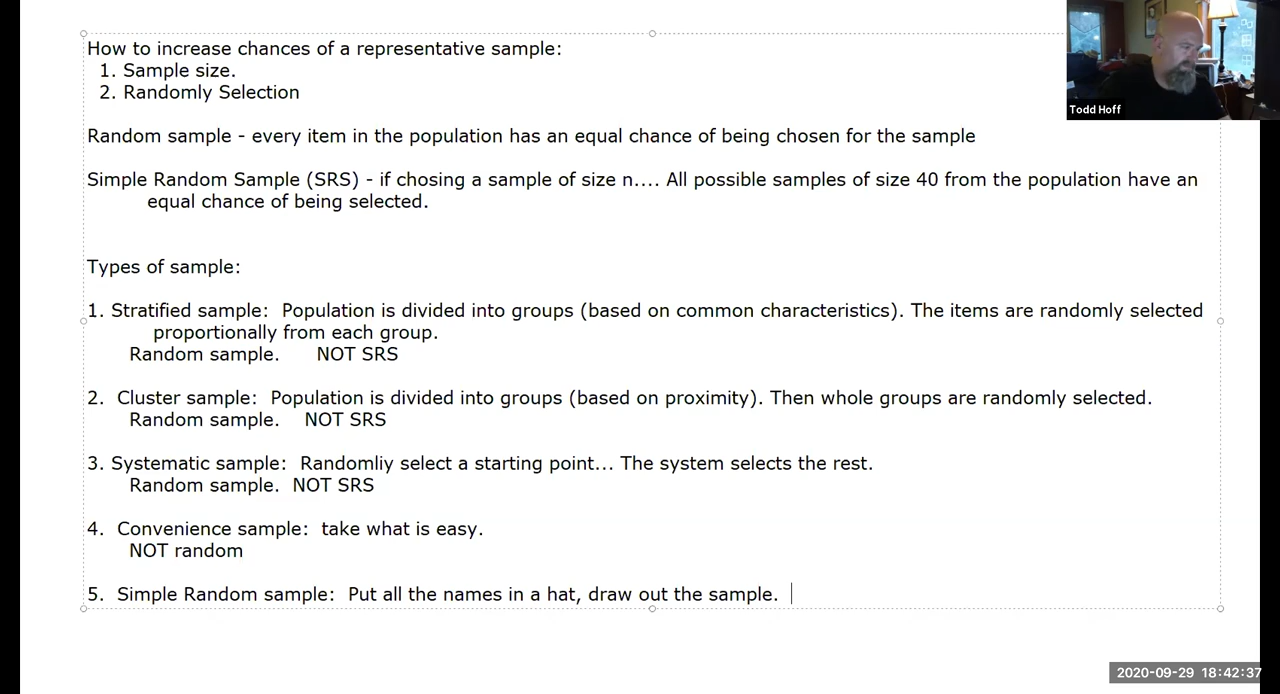 How to increase chances of a representative sample:
1. Sample size.
2. Randomly Selection
Random sample - every item in the population has an equal chance of being chosen for the sample
Simple Random Sample (SRS) - if chosing a sample of size n.... All possible samples of size 40 from the population have an
equal chance of being selected.
Types of sample:
1. Stratified sample: Population is divided into groups (based on common characteristics). The items are randomly selected
proportionally from each group.
Random sample. NOT SRS
2. Cluster sample: Population is divided into groups (based on proximity). Then whole groups are randomly selected.
Random sample. NOT SRS
3. Systematic sample: Randomliy select a starting point... The system selects the rest.
Random sample. NOT SRS
4. Convenience sample: take what is easy.
NOT random
5. Simple Random sample: Put all the names in a hat, draw out the sample.
Todd Hoff
2020-09-29 18:42:37